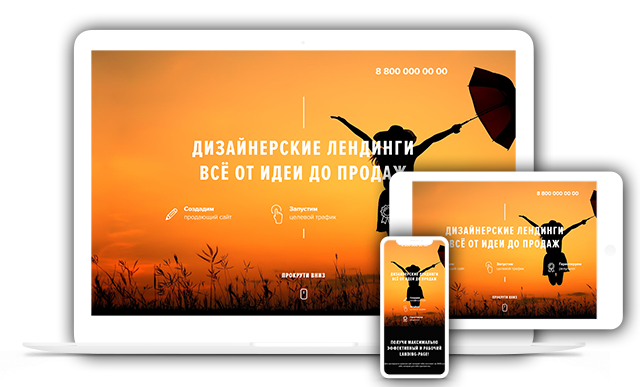 8 800 000 00 00
ДИЗАЙНЕРСКИЕ ЛЕНДИНГИ
ВСЁ ОТ ИДЕИ ДО ПРОДАЖ
Создадим
продающий сайт
Запустим
целевой трафик
ПРОКРУТИ ВНИЗ
8 800 000 00 00
ДИЗАЙНЕРСКИЕ ЛЕНДИНГИ
ВСЁ ОТ ИДЕИ ДО ПРОДАЖ
сайт
Запустим
целевой трафик
Гарантируем
результат
ПРОКРУТИ ВНИЗ
ДИЗАЙНЕРСКИЕ ЛЕНДИНГИ
ВСЁ ОТ ИДЕИ ДО ПРОДАЖ
ПОЛУЧИ МАКСИМАЛЬНО
ЭФФЕКТИВНЫЙ И РАБОЧИЙ
LANDING-PAGE!